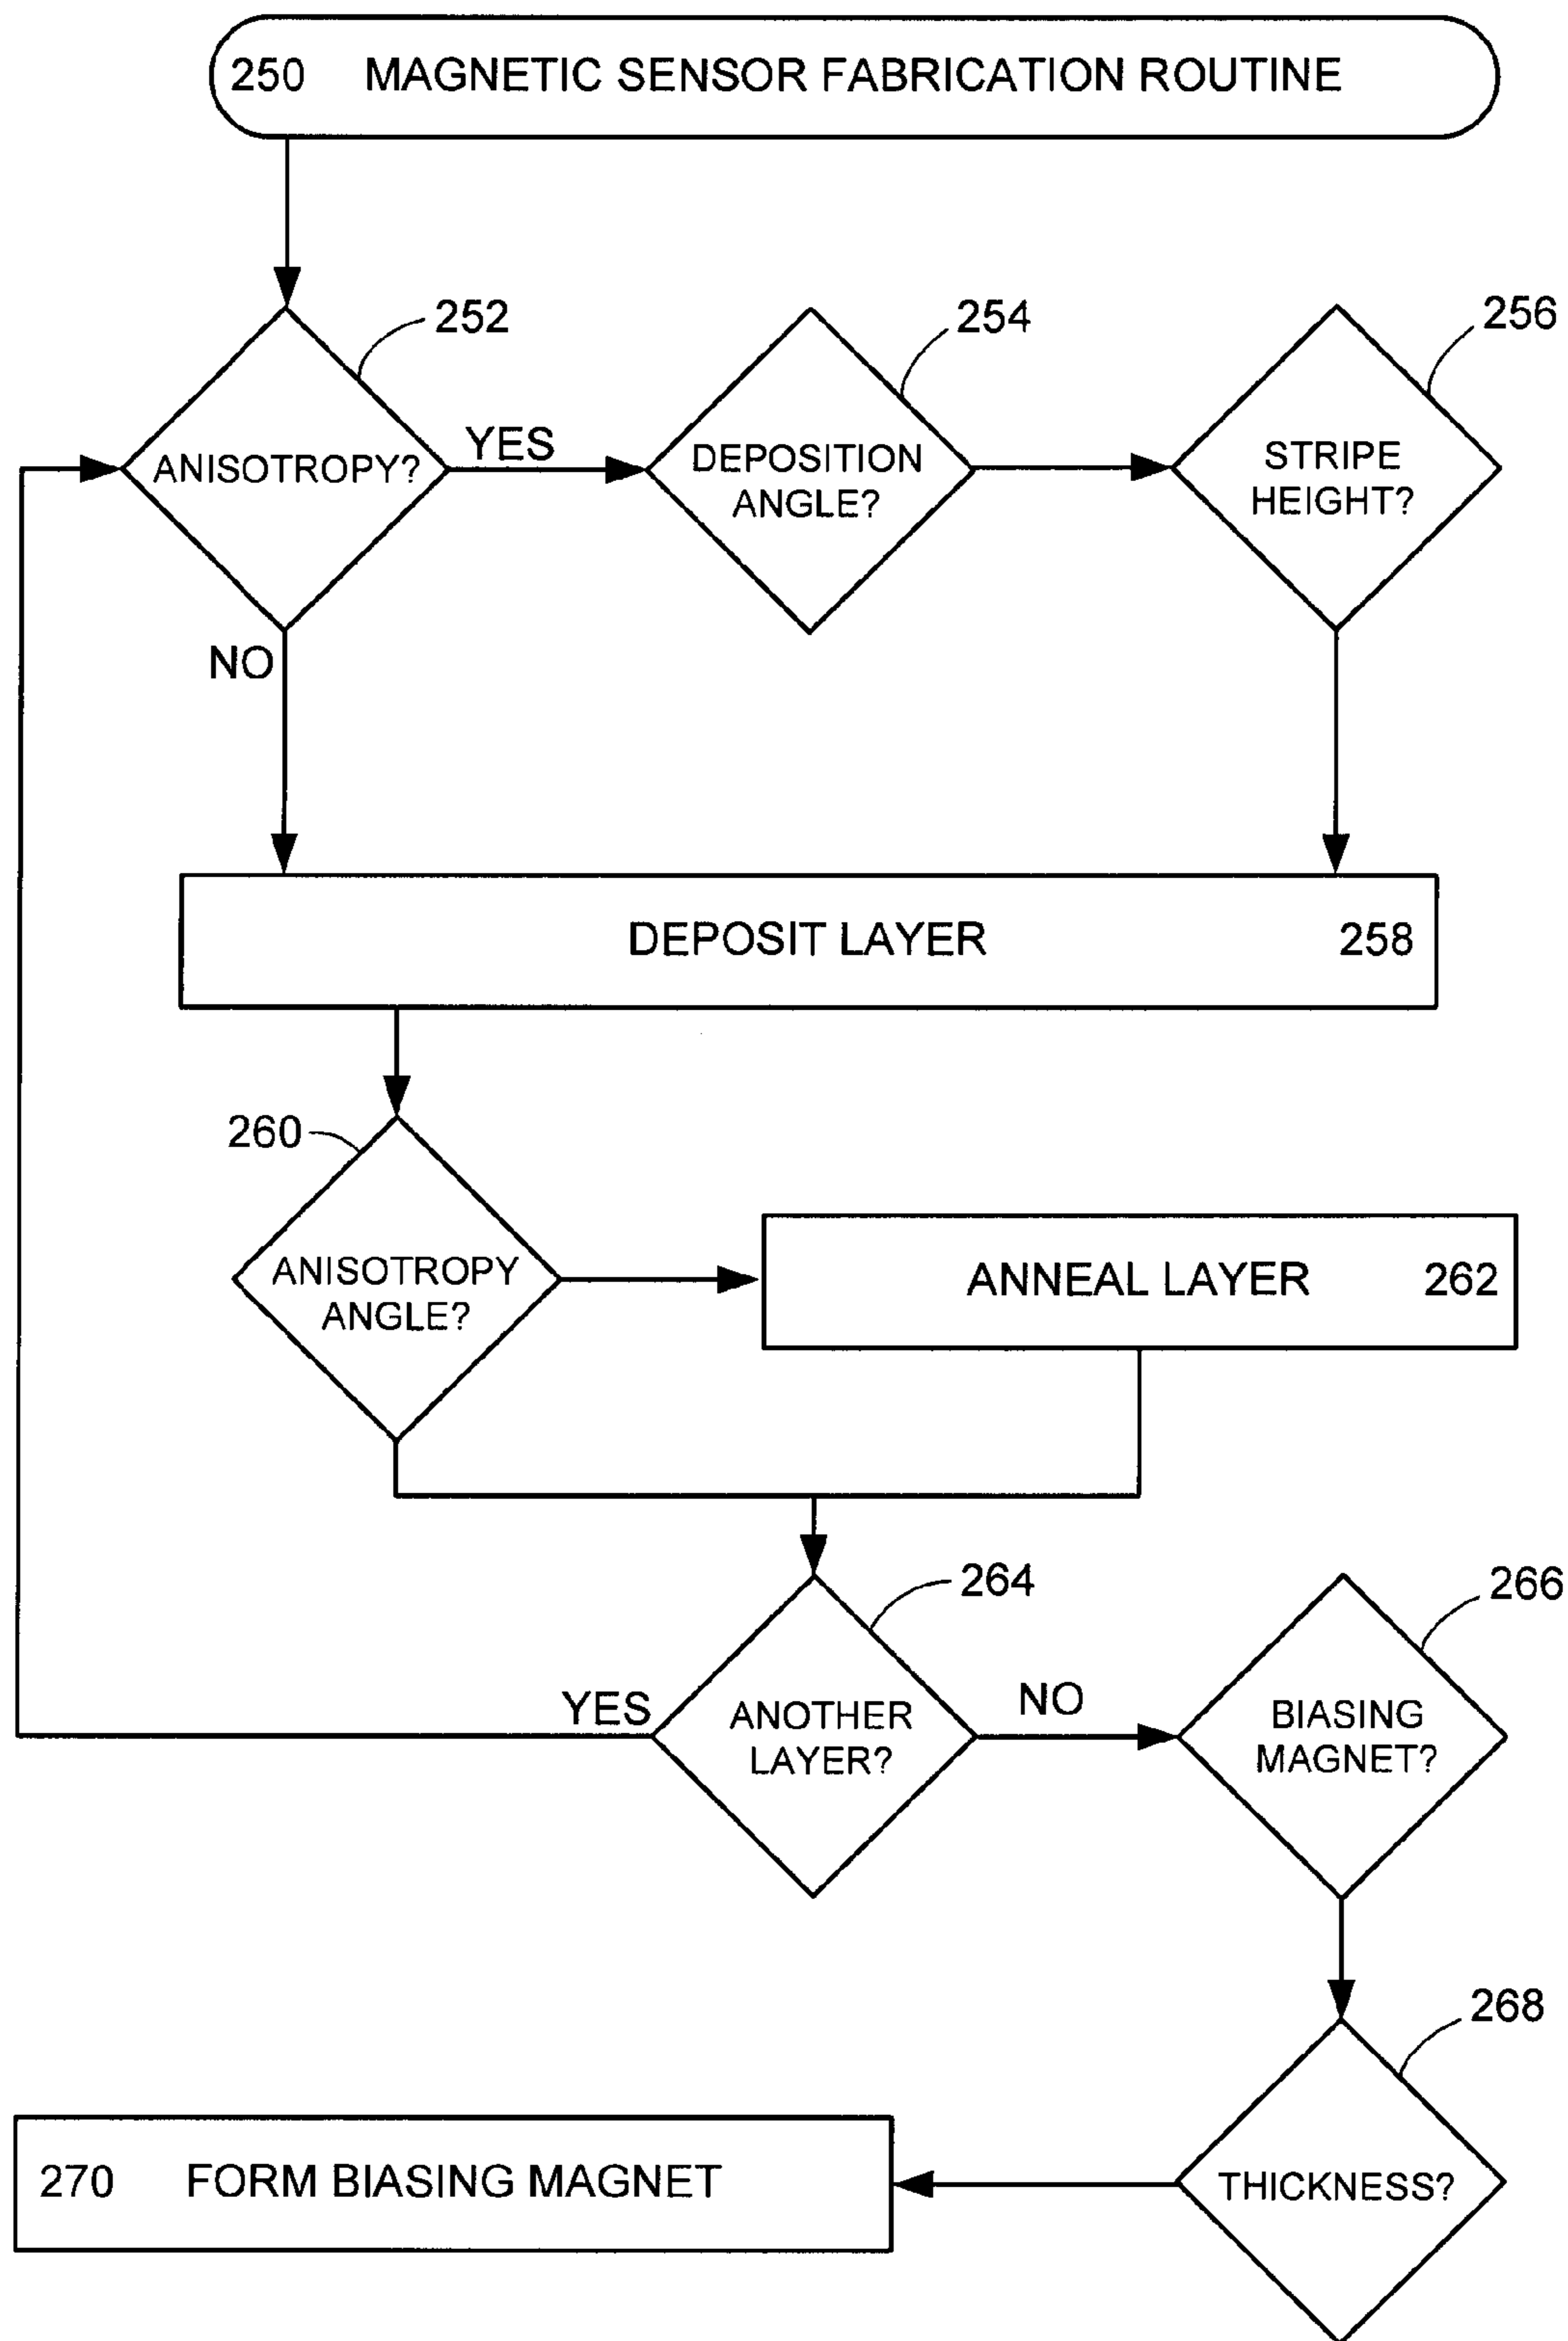 250 MAGNETIC SENSOR FABRICATION ROUTINE
252
254
256
ANISOTROPY?
YES
DEPOSITION
ANGLE?
STRIPE
HEIGHT?
NO
DEPOSIT LAYER 258
260
ANISOTROPY
ANGLE?
ANNEAL LAYER 262
264
266
YES
ANOTHER
LAYER?
NO
BIASING
MAGNET?
268
270 FORM BIASING MAGNET
THICKNESS?